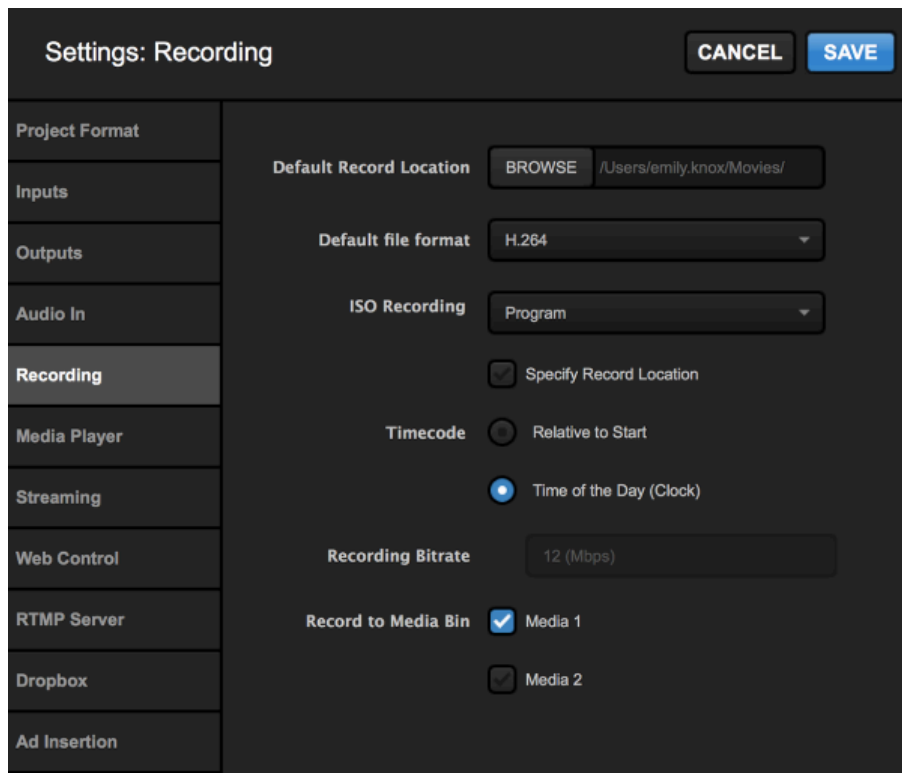 Settings: Recording
CANCEL
SAVE
Project Format
Inputs
Outputs
Audio In
Recording
Media Player
Streaming
Web Control
RTMP Server
Dropbox
Ad Insertion
Default Record Location
BROWSE
/Users/emily.knox/Movies/
Default file format
H.264
ISO Recording
Program
Specify Record Location
Timecode
Relative to Start
Time of the Day (Clock)
Recording Bitrate
12 (Mbps)
Record to Media Bin
Media 1
Media 2